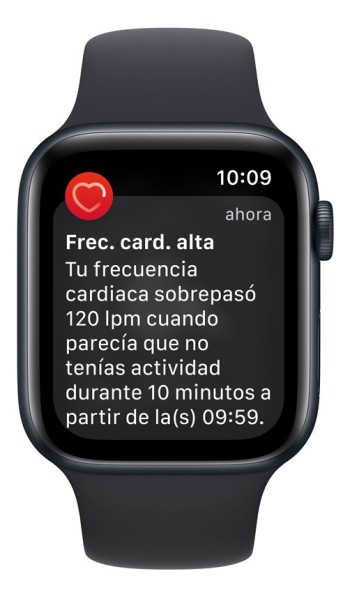 10:09
ahora
Frec. card. alta
Tu frecuencia
cardiaca sobrepasó
120 lpm cuando
parecía que no
tenías actividad
durante 10 minutos a
partir de la(s) 09:59.